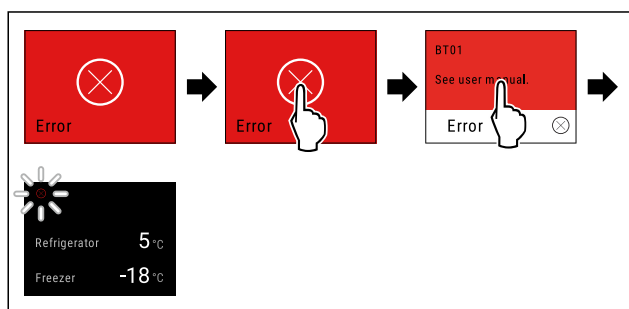 Error
Error
BT01
See user manual.
Error
Refrigerator 5 °C
Freezer -18 °C